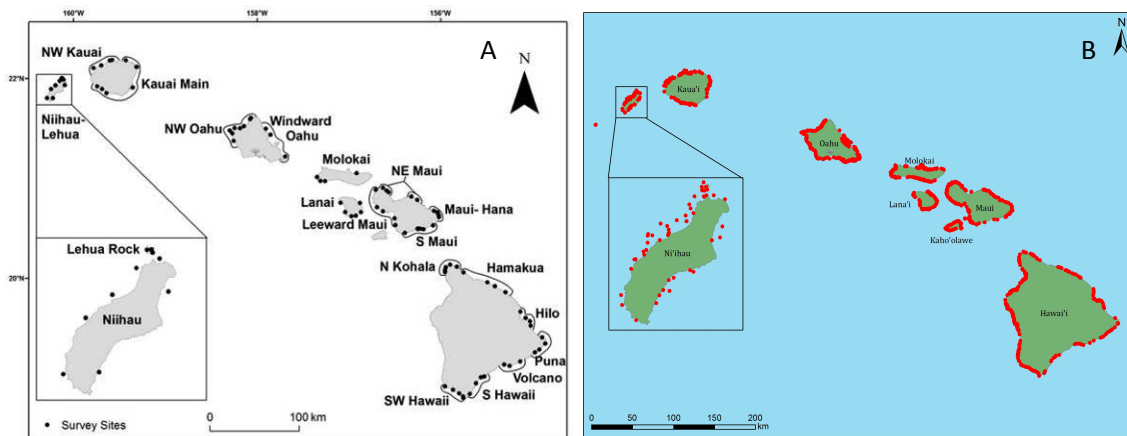 160°W
158°W
156°W
A
N
NW Kauai
22°N
Kauai Main
Niihau-
Lehua
NW Oahu
Windward
Oahu
Molokai
NE Maui
Lanai
Maui- Hana
Leeward Maui
S Maui
N Kohala
Hamakua
20°N
Lehua Rock
Niihau
Hilo
Puna
Volcano
S Hawaii
SW Hawaii
Survey Sites
0
100 km
B
N
Kaua'i
Oahu
Molokai
Lana'i
Maui
Kaho'olawe
Ni'ihau
Hawai'i
0 50 100 150 200
km